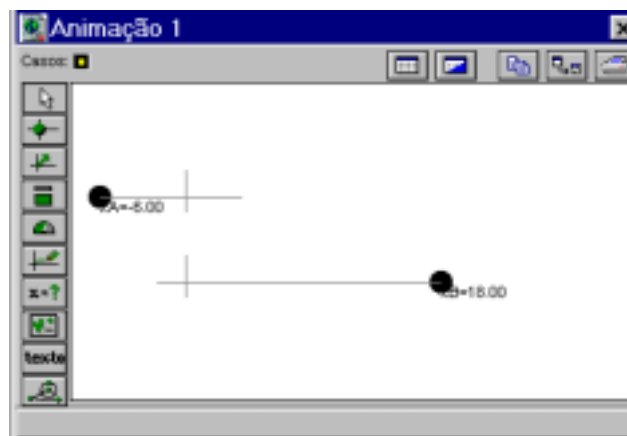 Animação 1
Casos:
xA=-6.00
xB=18.00
x=?
texto